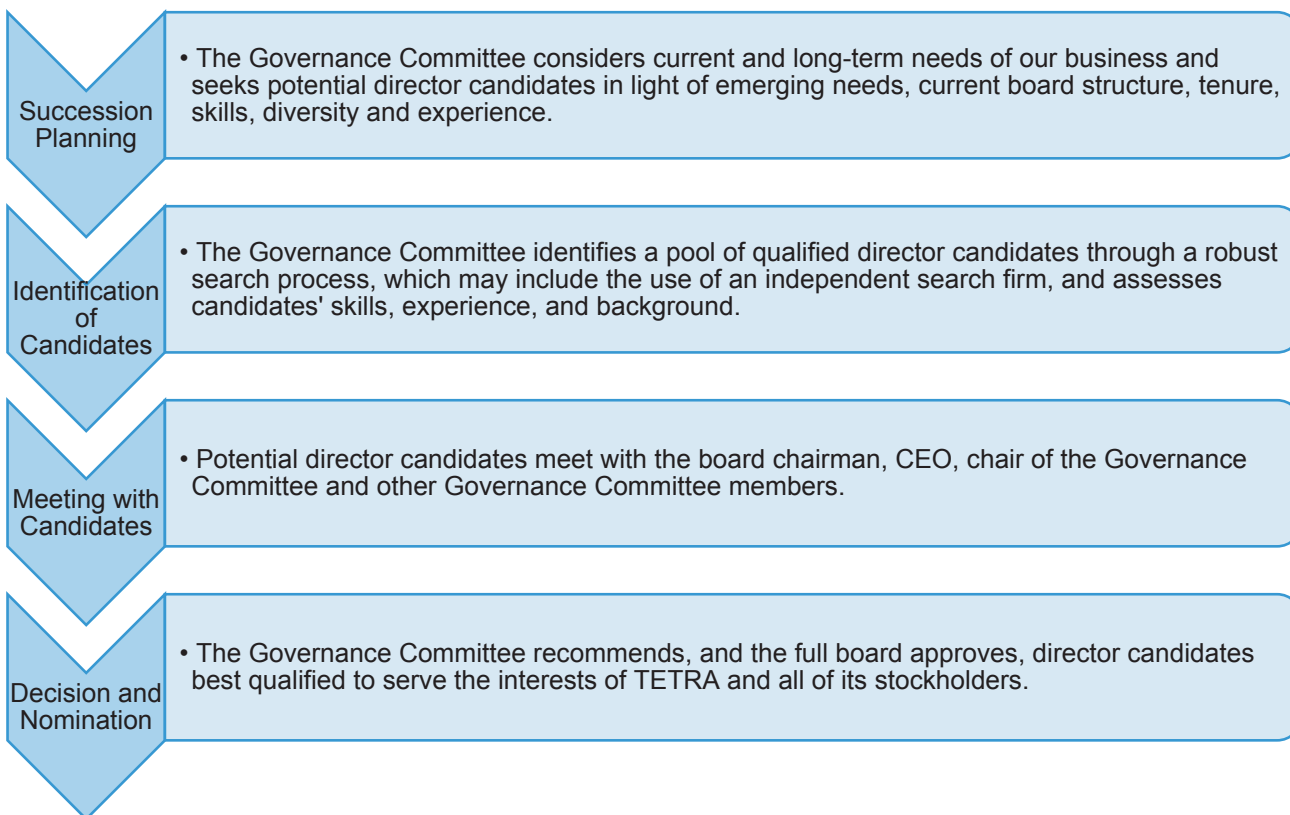 Succession
Planning
• The Governance Committee considers current and long-term needs of our business and
seeks potential director candidates in light of emerging needs, current board structure, tenure,
skills, diversity and experience.
Identification
of
Candidates
• The Governance Committee identifies a pool of qualified director candidates through a robust
search process, which may include the use of an independent search firm, and assesses
candidates' skills, experience, and background.
Meeting with
Candidates
• Potential director candidates meet with the board chairman, CEO, chair of the Governance
Committee and other Governance Committee members.
Decision and
Nomination
• The Governance Committee recommends, and the full board approves, director candidates
best qualified to serve the interests of TETRA and all of its stockholders.